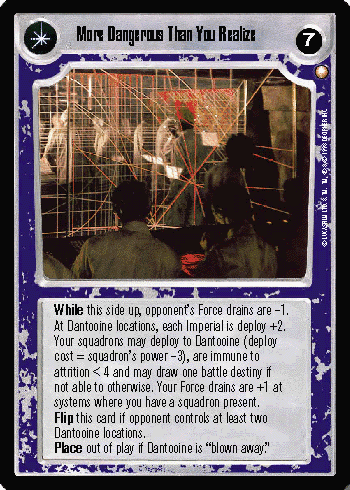 More Dangerous Than You Realize
7
While this side up, opponent's Force drains are –1.
At Dantooine locations, each Imperial is deploy +2.
Your squadrons may deploy to Dantooine (deploy
cost = squadron's power –3), are immune to
attrition < 4 and may draw one battle destiny if
not able to otherwise. Your Force drains are +1 at
systems where you have a squadron present.
Flip this card if opponent controls at least two
Dantooine locations.
Place out of play if Dantooine is “blown away.”